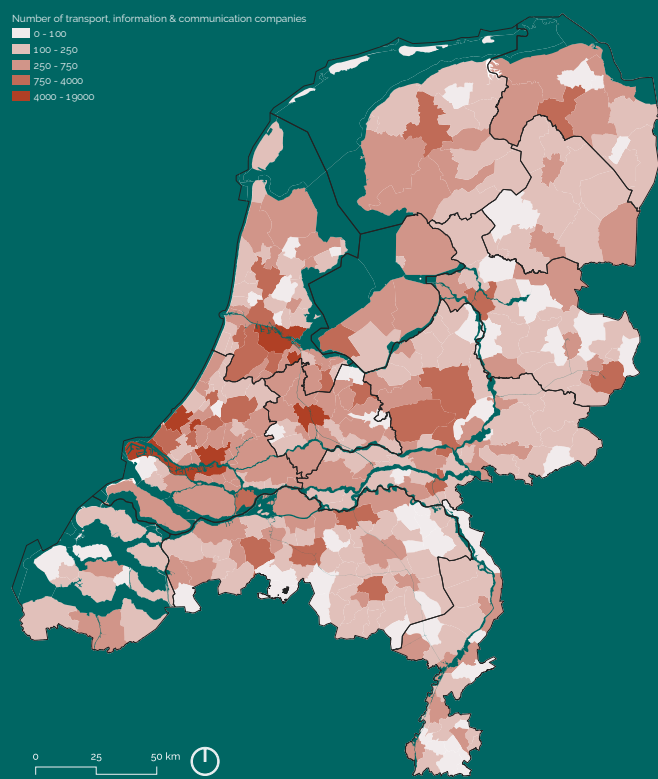 Number of transport, information & communication companies
0 - 100
100 - 250
250 - 750
750 - 4000
4000 - 19000
0 25 50 km